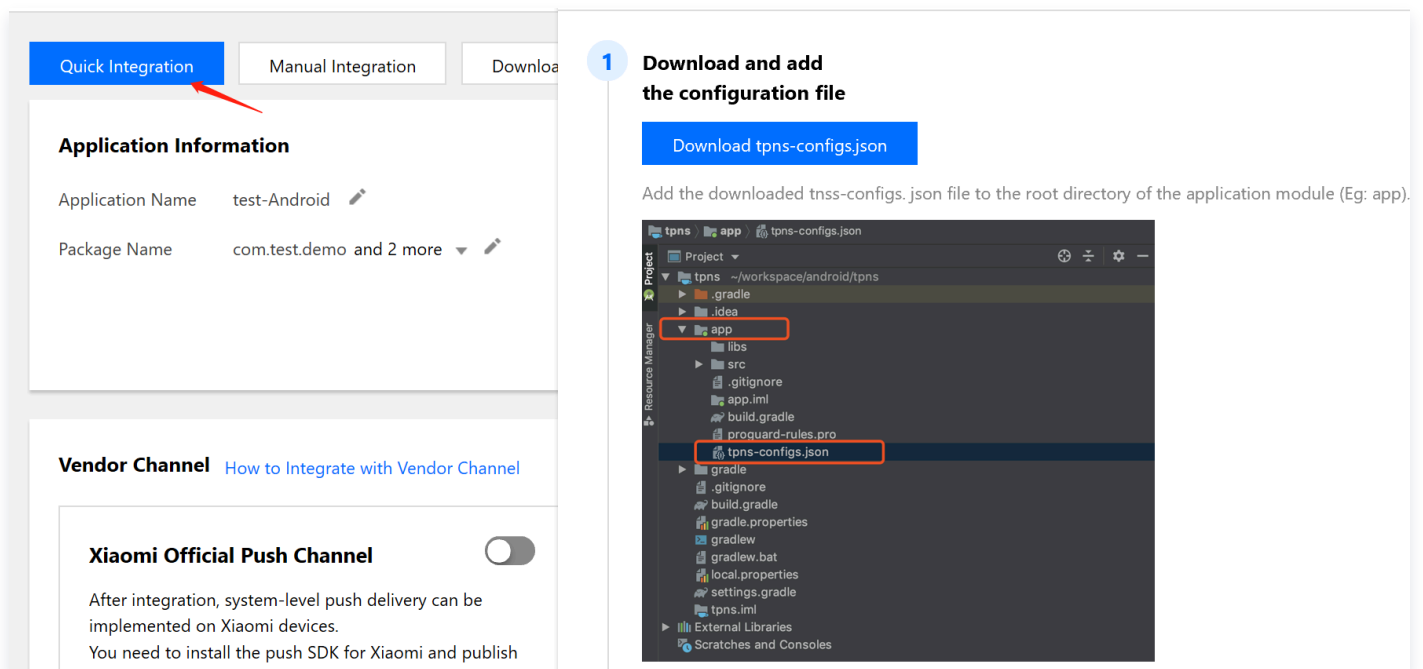 Quick Integration
Manual Integration
Downloa
Application Information
Application Name
test-Android
Package Name
com.test.demo and 2 more
Vendor Channel
How to Integrate with Vendor Channel
Xiaomi Official Push Channel
After integration, system-level push delivery can be
implemented on Xiaomi devices.
You need to install the push SDK for Xiaomi and publish
1
Download and add
the configuration file
Download tpns-configs.json
Add the downloaded tnss-configs. json file to the root directory of the application module (Eg: app).
tpns
app
tpns-configs.json
Project
Resource Manager
Project
tpns ~/workspace/android/tpns
.gradle
.idea
app
libs
src
.gitignore
app.iml
build.gradle
proguard-rules.pro
tpns-configs.json
gradle
.gitignore
build.gradle
gradle.properties
gradlew
gradlew.bat
local.properties
settings.gradle
tpns.iml
External Libraries
Scratches and Consoles